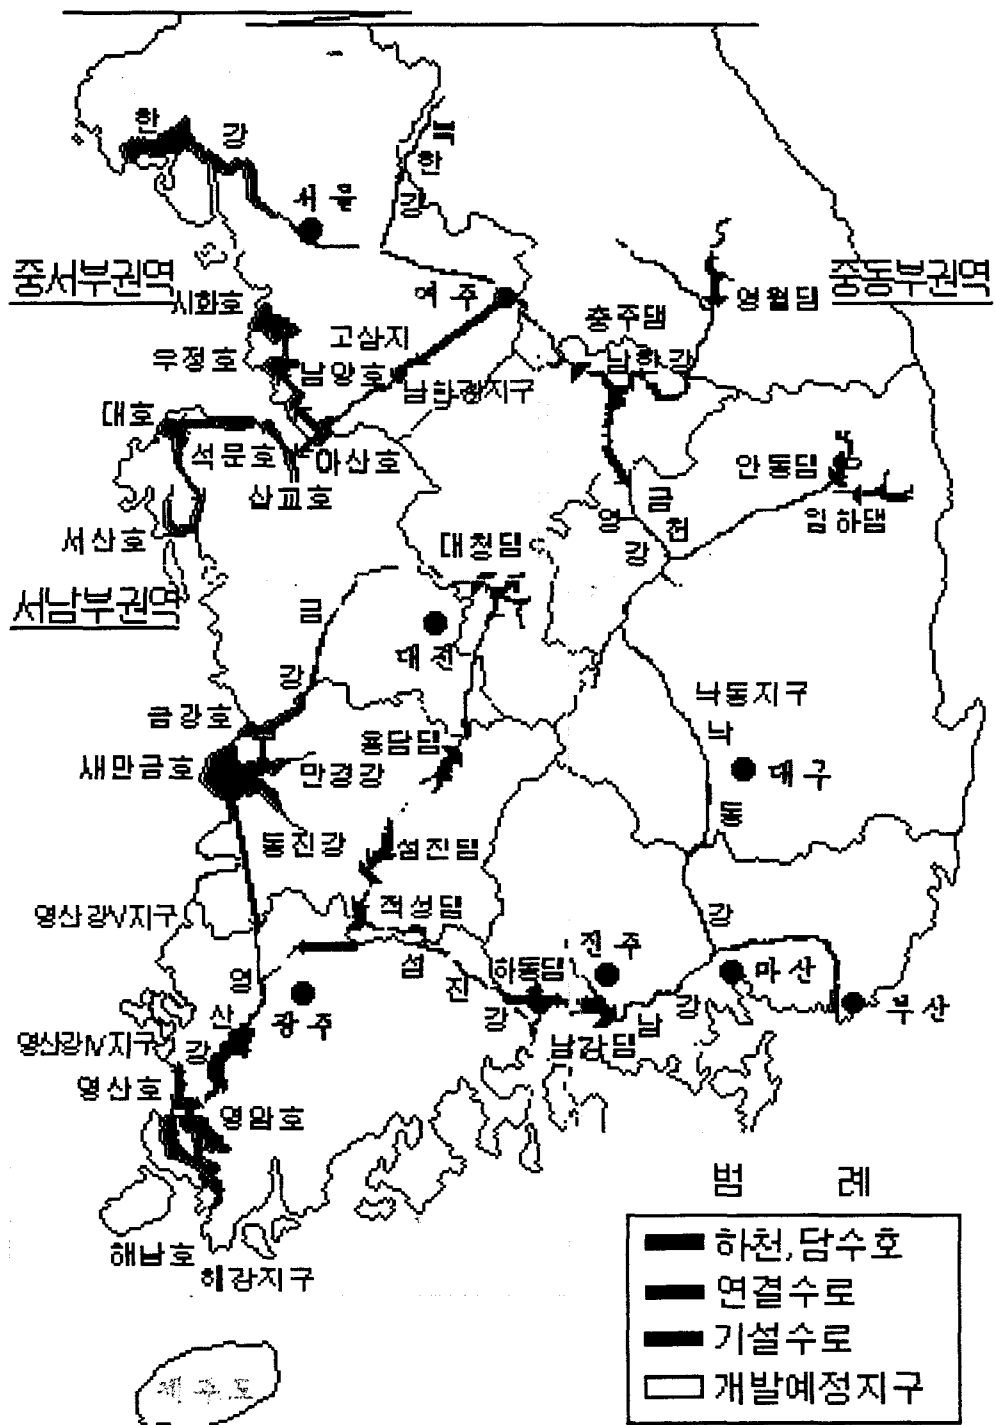 한
강
북
한
강
서울
중서부권역
중동부권역
시화호
여주
영월댐
고삼지
충주댐
우정호
남양호
남한강
남한강지구
대호
석문호
아산호
삽교호
안동댐
임하댐
금
천
영
강
서산호
대청댐
서남부권역
금
강
대전
낙동지구
금강호
낙
용담댐
새만금호
만경강
대구
동
동진강
섬진댐
적성댐
영산강Ⅴ지구
강
섬
진
강
하동댐
진주
마산
부산
영
산
강
광주
남
강
남강댐
영산강Ⅳ지구
영산호
영암호
해남호
해강지구
범 례
하천,담수호
연결수로
기설수로
개발예정지구
제주도